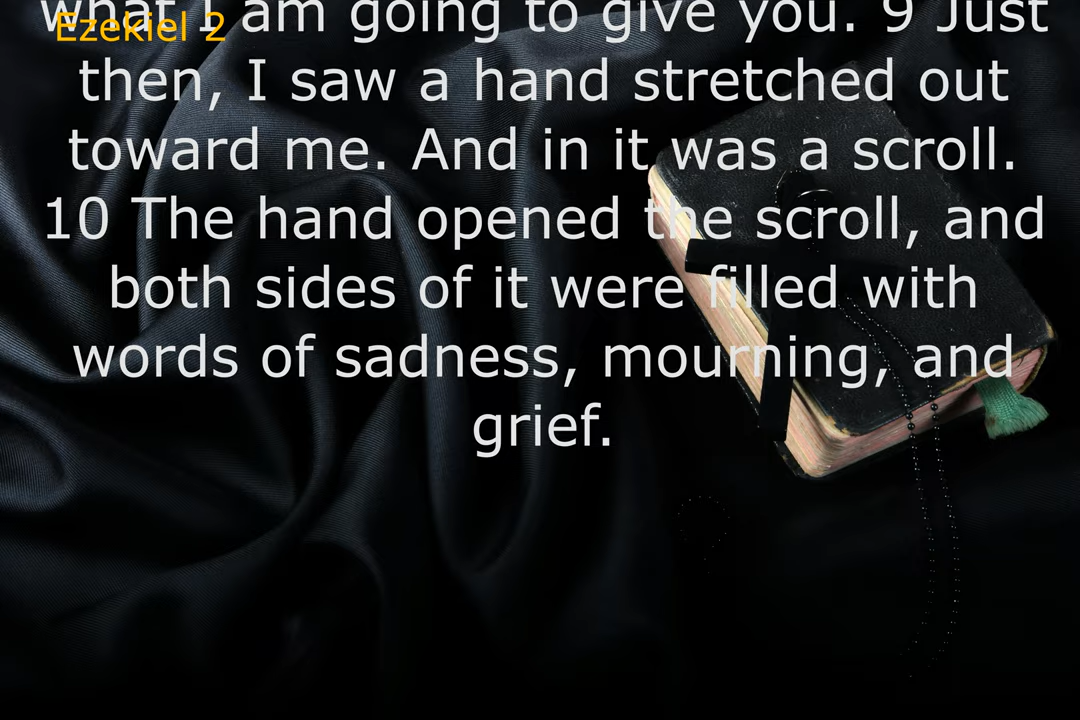 what I am going to give you. 9 Just
Ezekiel 2
then, I saw a hand stretched out
toward me. And in it was a scroll.
10 The hand opened the scroll, and
both sides of it were filled with
words of sadness, mourning, and
grief.